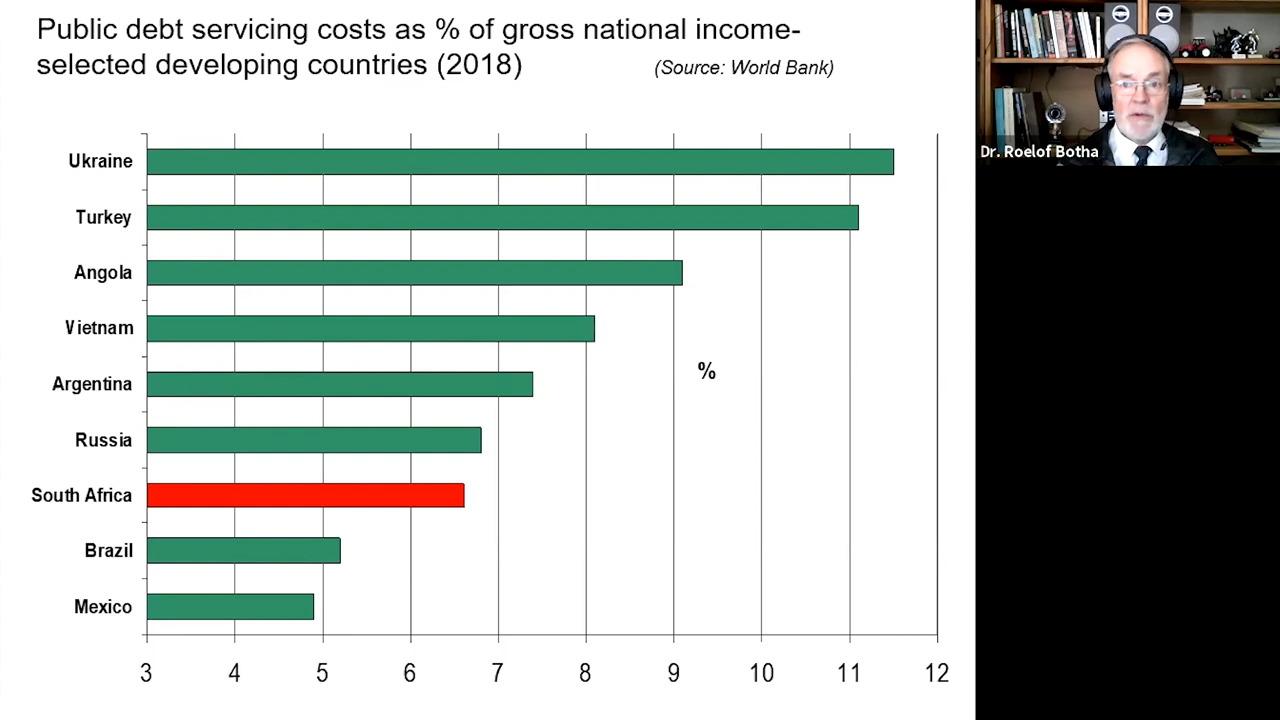 Public debt servicing costs as % of gross national income-
selected developing countries (2018)
(Source: World Bank)
Dr. Roelof Botha
Ukraine
Turkey
Angola
Vietnam
%
Argentina
Russia
South Africa
Brazil
Mexico
3 4 5 6 7 8 9 10 11 12